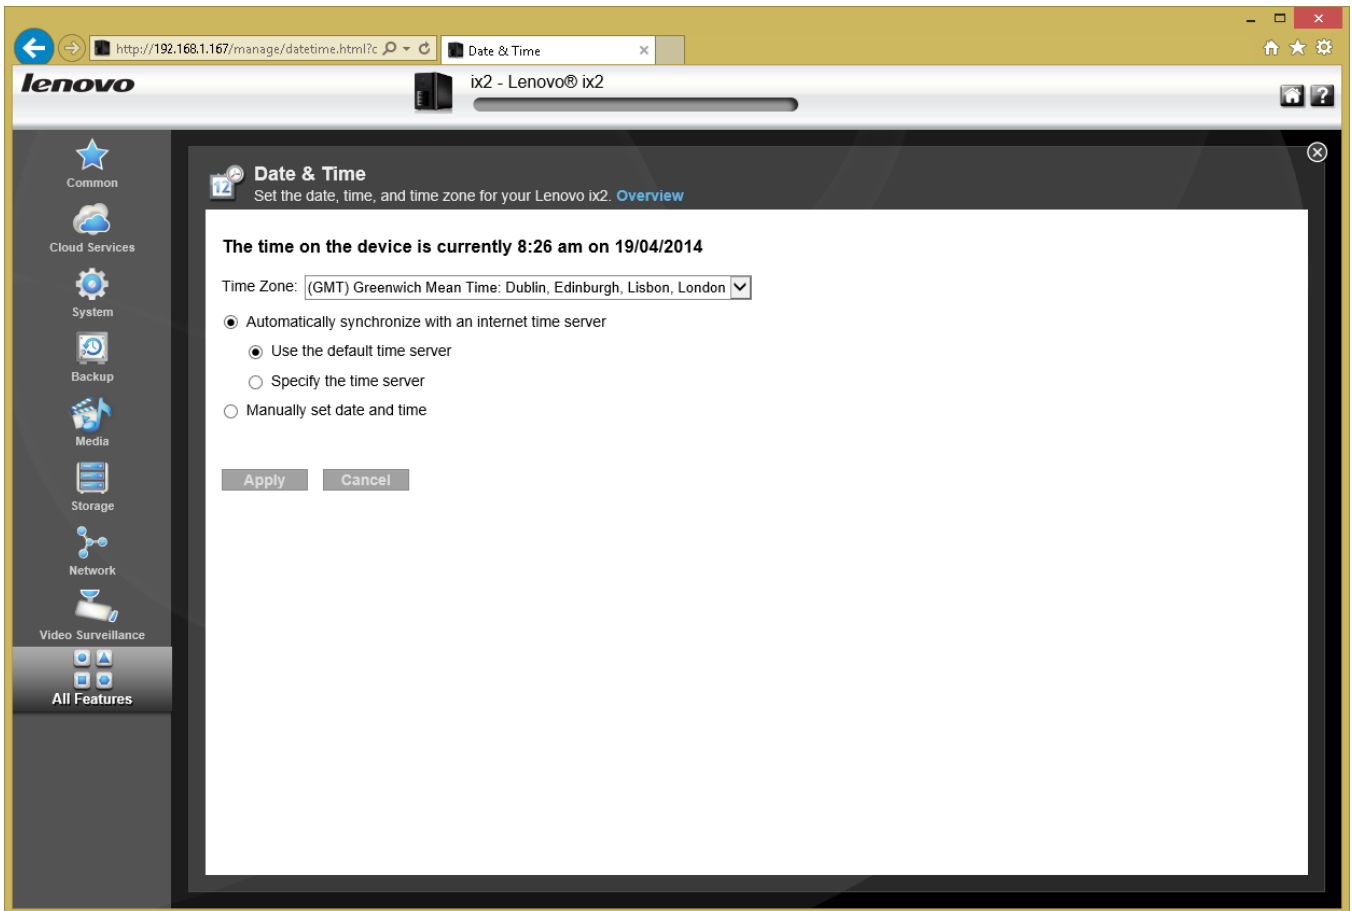 http://192.168.1.167/manage/datetime.html?c
Date & Time
lenovo
ix2 - Lenovo® ix2
Common
Cloud Services
System
Backup
Media
Storage
Network
Video Surveillance
All Features
12
Date & Time
Set the date, time, and time zone for your Lenovo ix2. Overview
The time on the device is currently 8:26 am on 19/04/2014
Time Zone: (GMT) Greenwich Mean Time: Dublin, Edinburgh, Lisbon, London
Automatically synchronize with an internet time server
Use the default time server
Specify the time server
Manually set date and time
Apply Cancel